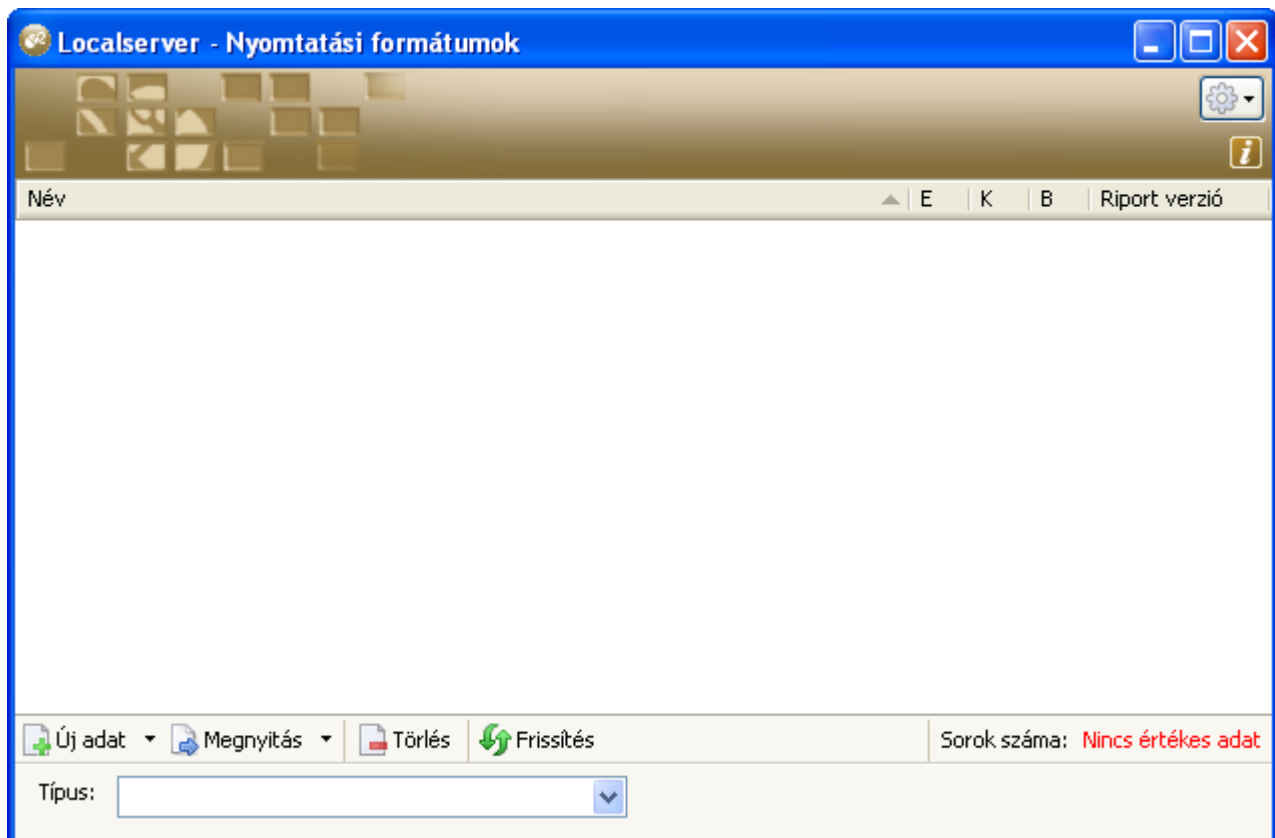 Localserver - Nyomtatási formátumok
Név E K B Riport verzió
Új adat Megnyitás Törlés Frissítés Sorok száma: Nincs értékes adat
Típus: